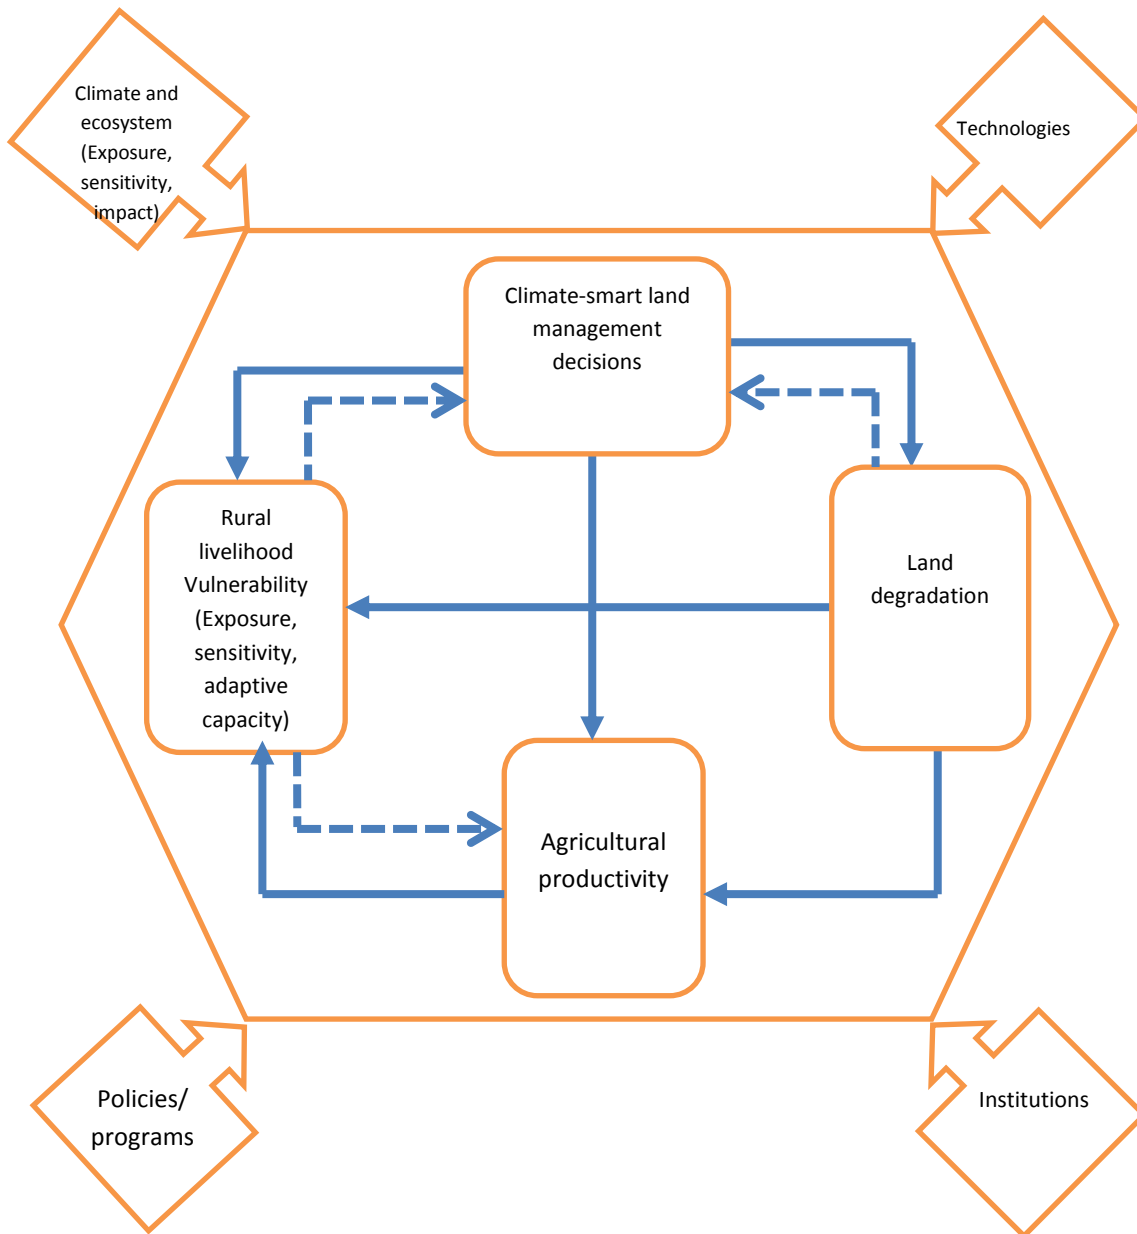 Climate and
ecosystem
(Exposure,
sensitivity,
impact)
Technologies
Climate-smart land
management
decisions
Rural
livelihood
Vulnerability
(Exposure,
sensitivity,
adaptive
capacity)
Land
degradation
Agricultural
productivity
Policies/
programs
Institutions